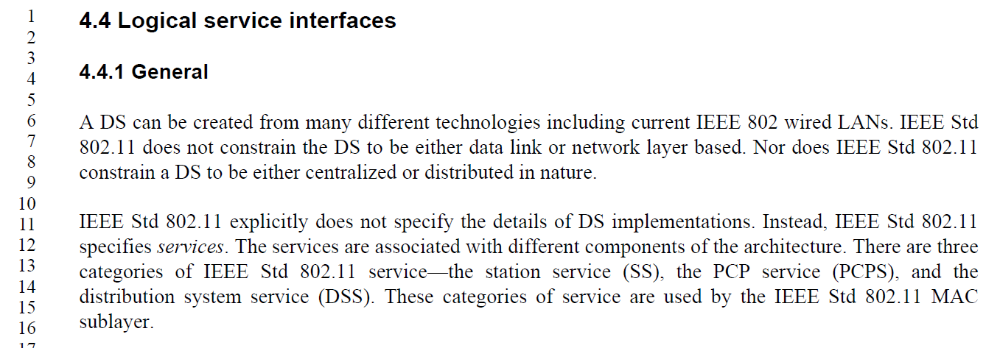 1
2
3
4
5
6
7
8
9
10
11
12
13
14
15
16
17
4.4 Logical service interfaces
4.4.1 General
A DS can be created from many different technologies including current IEEE 802 wired LANs. IEEE Std
802.11 does not constrain the DS to be either data link or network layer based. Nor does IEEE Std 802.11
constrain a DS to be either centralized or distributed in nature.
IEEE Std 802.11 explicitly does not specify the details of DS implementations. Instead, IEEE Std 802.11
specifies services. The services are associated with different components of the architecture. There are three
categories of IEEE Std 802.11 service—the station service (SS), the PCP service (PCPS), and the
distribution system service (DSS). These categories of service are used by the IEEE Std 802.11 MAC
sublayer.